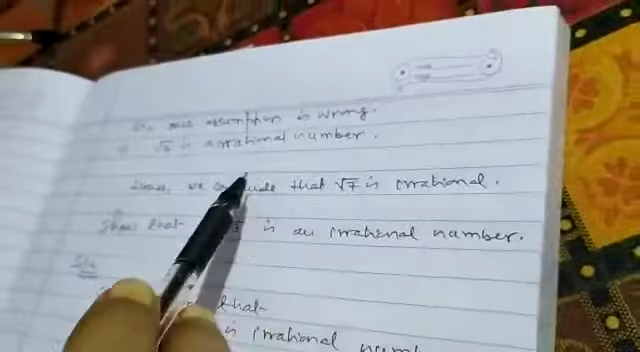 So, our assumption is wrong.
√7 is a rational number.
Hence, we conclude that √7 is irrational.
Show that is an irrational number.
that
is irrational